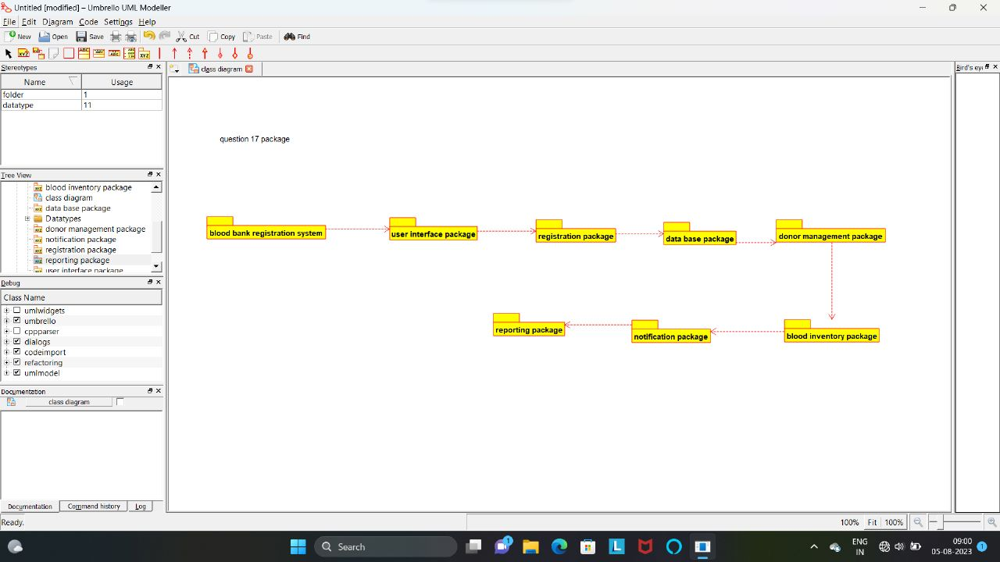 Untitled [modified] – Umbrello UML Modeller
File Edit Diagram Code Settings Help
New Open Save Cut Copy Paste Find
Stereotypes
class diagram
Bird's eye
Name Usage
folder 1
datatype 11
question 17 package
Tree View
blood inventory package
class diagram
data base package
Datatypes
donor management package
notification package
registration package
reporting package
user interface package
blood bank registration system
user interface package
registration package
data base package
donor management package
reporting package
notification package
blood inventory package
Debug
Class Name
umlwidgets
umbrello
cppparser
dialogs
codeimport
refactoring
umlmodel
Documentation
class diagram
Documentation Command history Log
Ready. 100% Fit 100%
Search
1
ENG
IN
09:00
05-08-2023
1